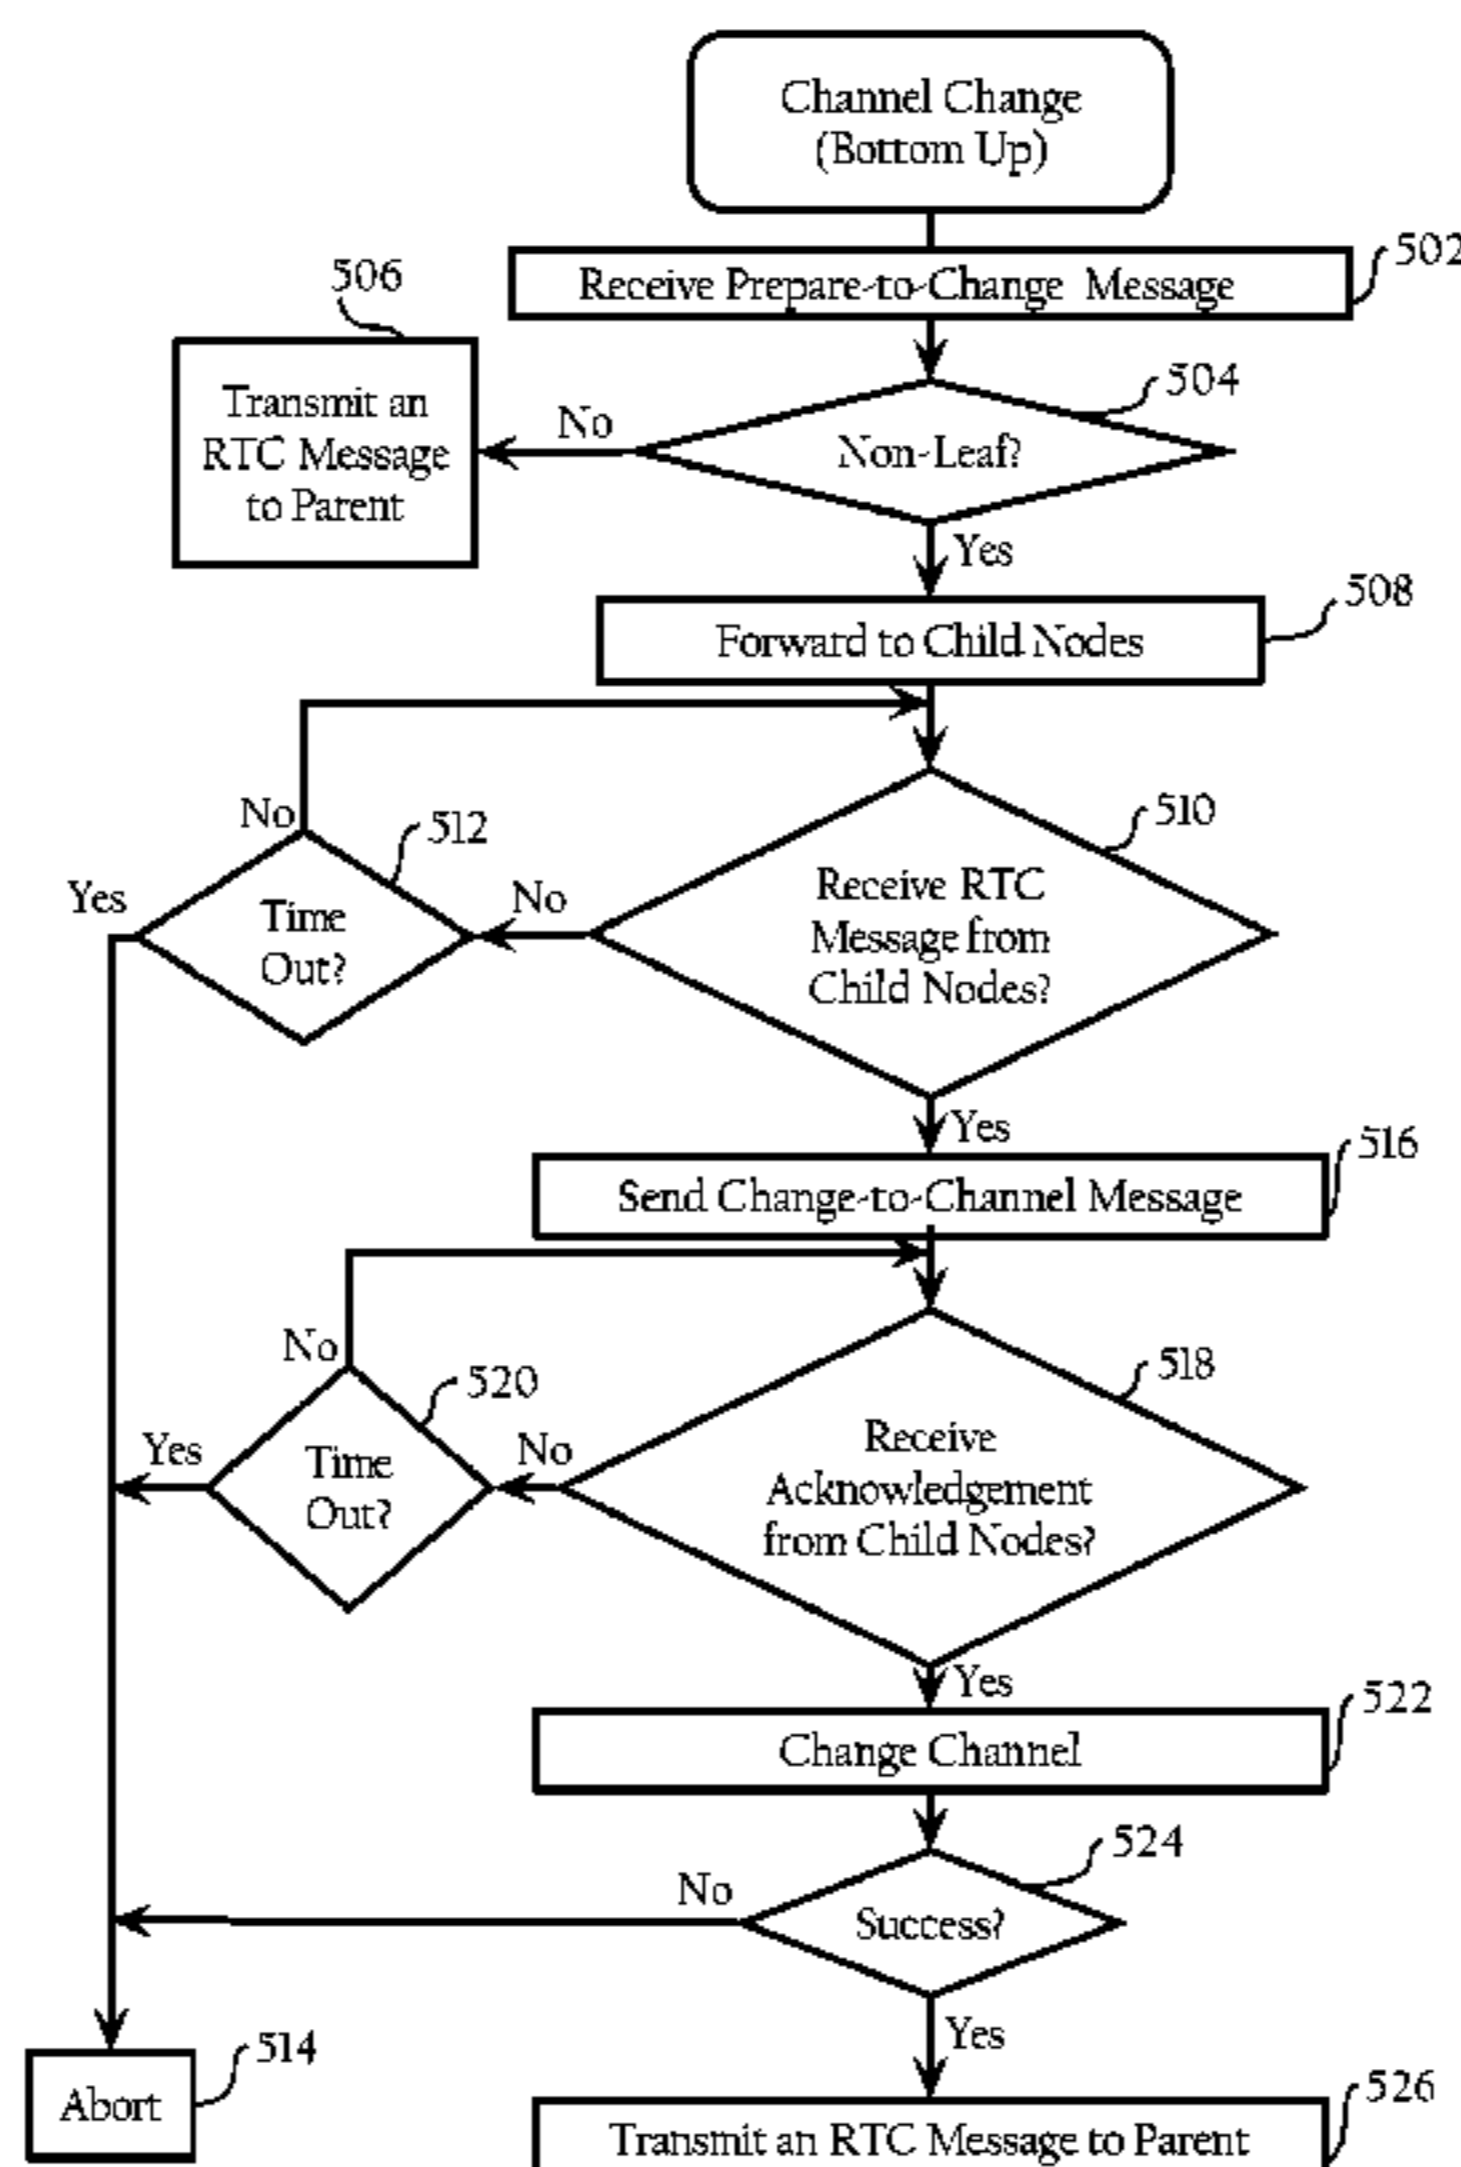 Channel Change
(Bottom Up)
502
Receive Prepare-to-Change Message
506
504
Transmit an
RTC Message
to Parent
No
Non-Leaf?
Yes
508
Forward to Child Nodes
No
512
510
Yes
Time
Out?
No
Receive RTC
Message from
Child Nodes?
Yes
516
Send Change-to-Channel Message
No
520
518
Yes
Time
Out?
No
Receive
Acknowledgement
from Child Nodes?
Yes
522
Change Channel
524
No
Success?
Yes
514
Abort
526
Transmit an RTC Message to Parent